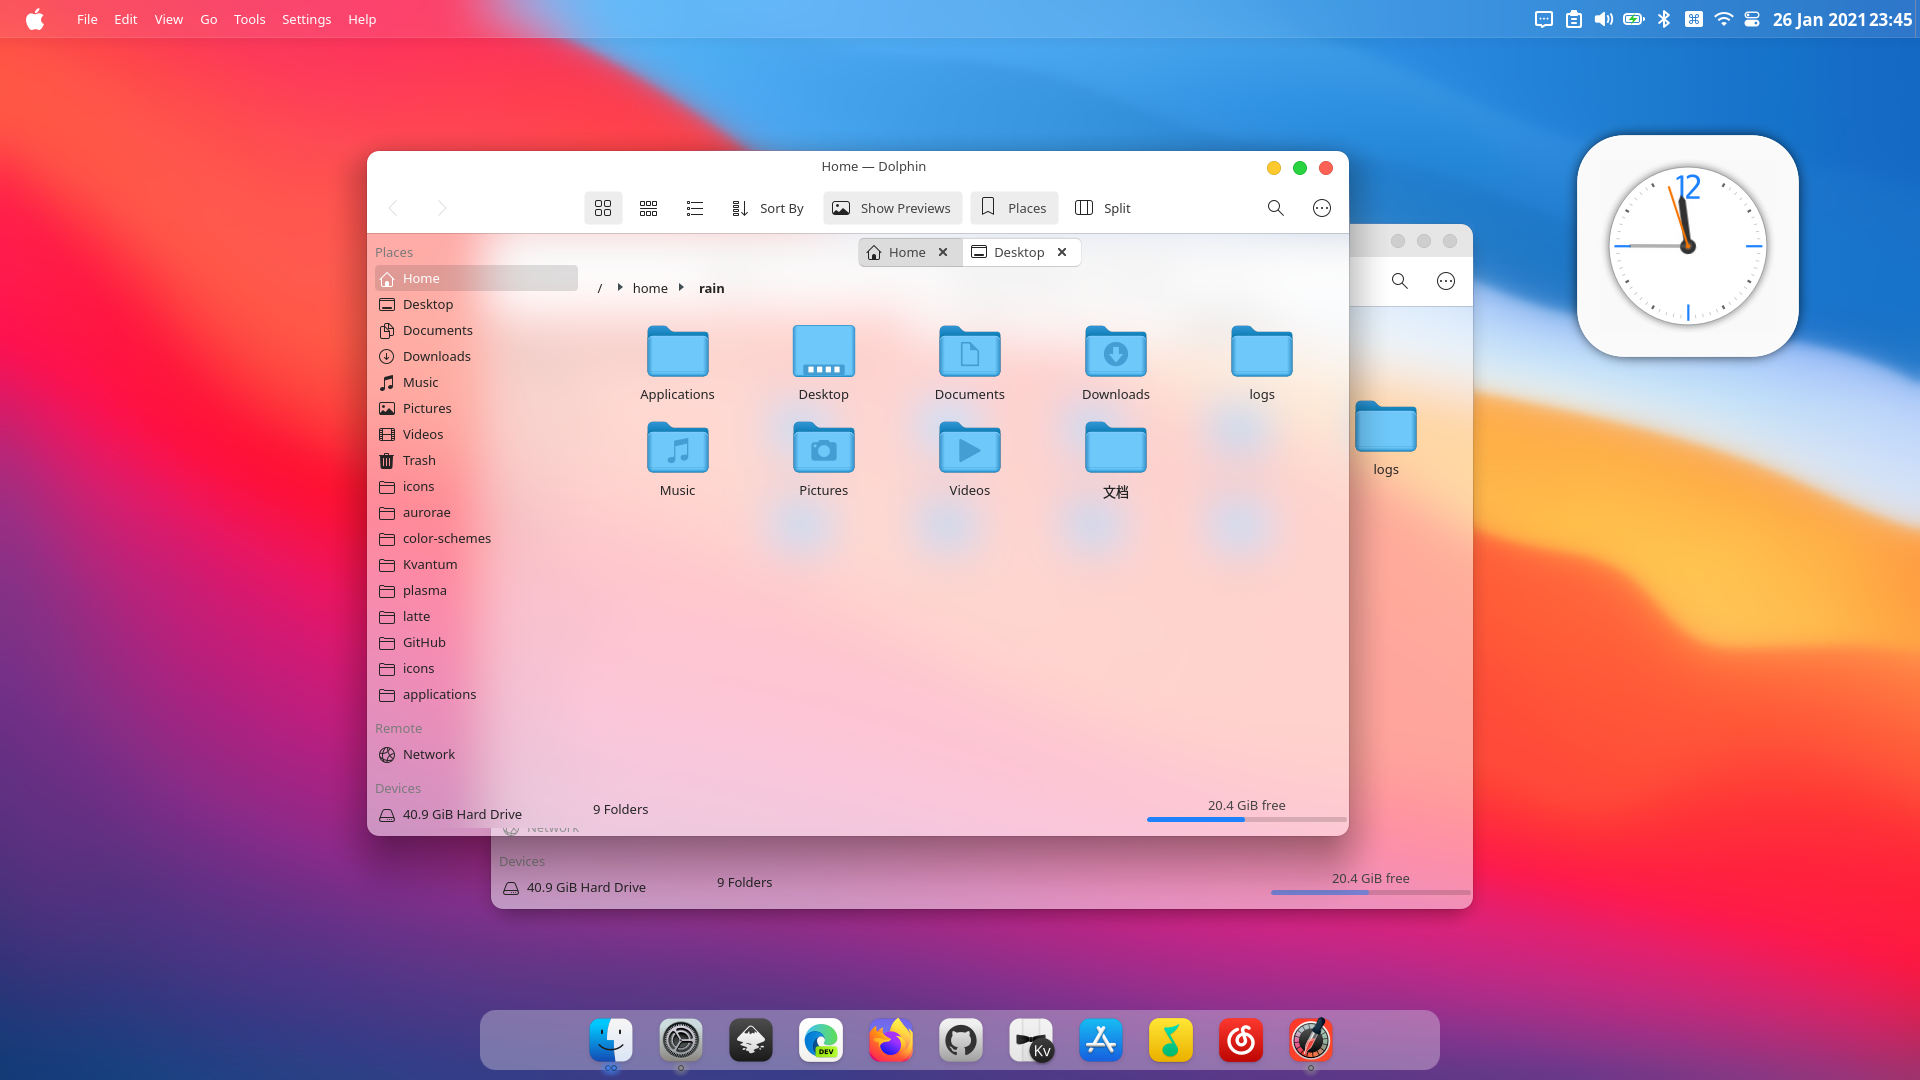 File Edit View Go Tools Settings Help
26 Jan 2021 23:45
Home — Dolphin
Sort By Show Previews Places Split
Places
Home
Desktop
Documents
Downloads
Music
Pictures
Videos
Trash
icons
aurorae
color-schemes
Kvantum
plasma
latte
GitHub
icons
applications
Remote
Network
Devices
40.9 GiB Hard Drive
Home Desktop
/ home rain
Applications Desktop Documents Downloads logs
Music Pictures Videos 文档
9 Folders
20.4 GiB free
logs
Network
Devices
40.9 GiB Hard Drive
9 Folders
20.4 GiB free
12
DEV
Kv